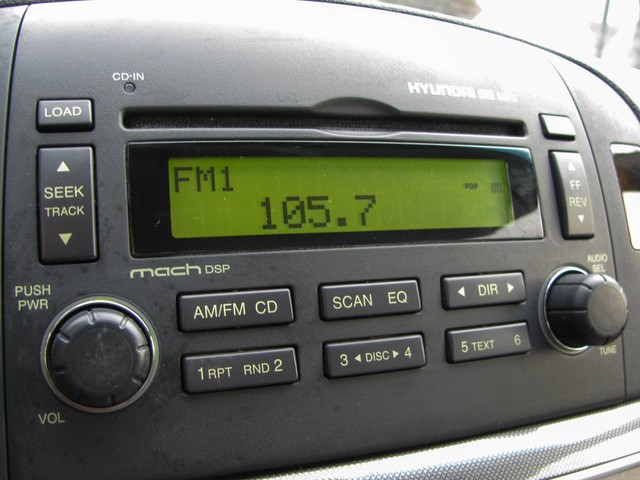 CD·IN
HYUNDAI
LOAD
SEEK
TRACK
FM1
POP
105.7
FF
REV
mach DSP
PUSH
PWR
VOL
AM/FM CD
SCAN EQ
DIR
AUDIO
SEL
TUNE
1 RPT RND 2
3 DISC 4
5 TEXT 6